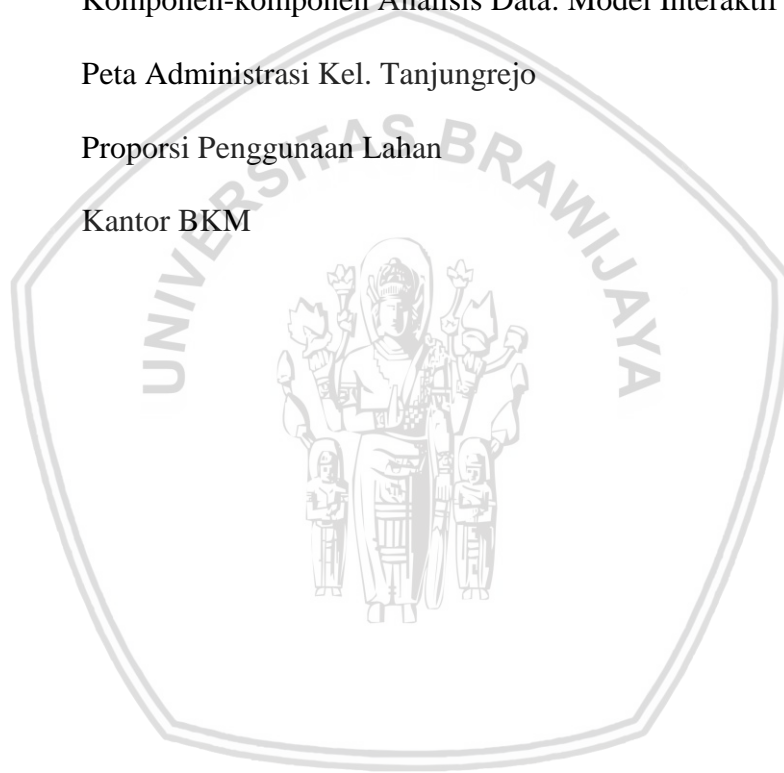 Komponen-komponen Analisis Data: Model Interaktif
Peta Administrasi Kel. Tanjungrejo
Proporsi Penggunaan Lahan
Kantor BKM
UNIVERSITAS BRAWIJAYA